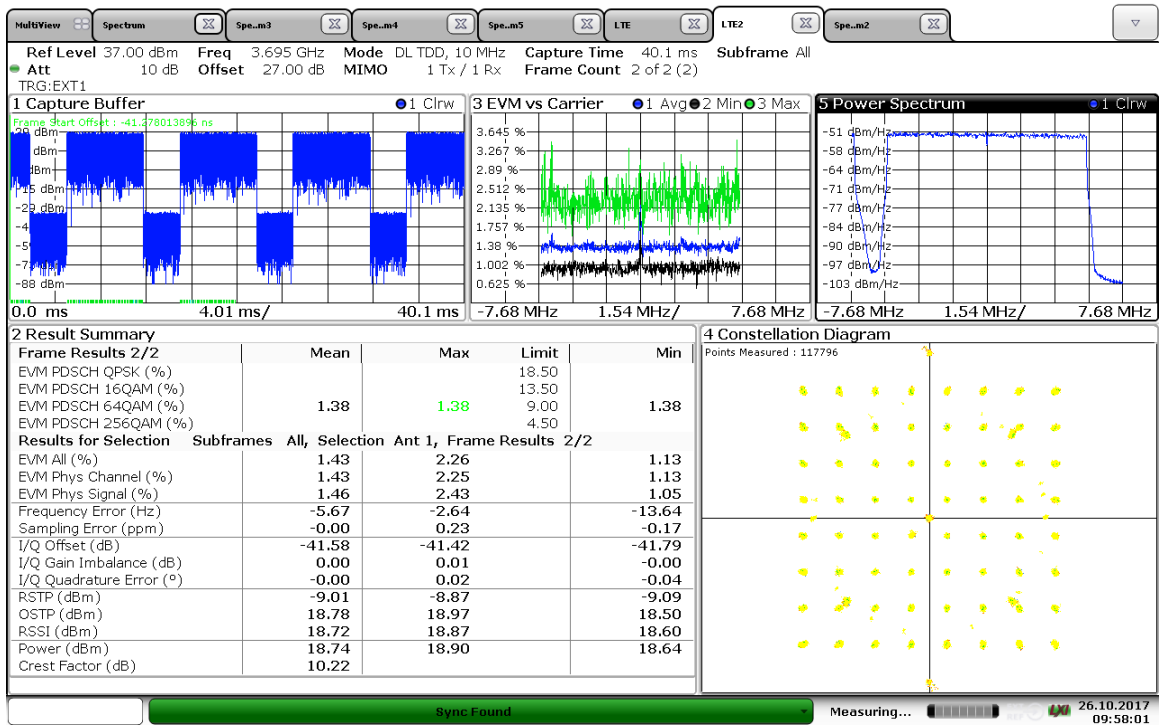 MultiView Spectrum Spe..m3 Spe..m4 Spe..m5 LTE LTE2 Spe..m2
Ref Level 37.00 dBm Freq 3.695 GHz Mode DL TDD, 10 MHz Capture Time 40.1 ms Subframe All
Att 10 dB Offset 27.00 dB MIMO 1 Tx / 1 Rx Frame Count 2 of 2 (2)
TRG:EXT1
1 Capture Buffer 1 Clrw
Frame Start Offset : -41.278013896 ns
dBm
dBm
dBm
dBm
-29 dBm
-88 dBm
0.0 ms 4.01 ms/ 40.1 ms
3 EVM vs Carrier 1 Avg 2 Min 3 Max
3.645 %
3.267 %
2.89 %
2.512 %
2.135 %
1.757 %
1.38 %
1.002 %
0.625 %
-7.68 MHz 1.54 MHz/ 7.68 MHz
5 Power Spectrum 1 Clrw
-51 dBm/Hz
-58 dBm/Hz
-64 dBm/Hz
-71 dBm/Hz
-77 dBm/Hz
-84 dBm/Hz
-90 dBm/Hz
-97 dBm/Hz
-103 dBm/Hz
-7.68 MHz 1.54 MHz/ 7.68 MHz
2 Result Summary
Frame Results 2/2 Mean Max Limit Min
EVM PDSCH QPSK (%) 18.50
EVM PDSCH 16QAM (%) 13.50
EVM PDSCH 64QAM (%) 1.38 1.38 9.00 1.38
EVM PDSCH 256QAM (%) 4.50
Results for Selection Subframes All, Selection Ant 1, Frame Results 2/2
EVM All (%) 1.43 2.26 1.13
EVM Phys Channel (%) 1.43 2.25 1.13
EVM Phys Signal (%) 1.46 2.43 1.05
Frequency Error (Hz) -5.67 -2.64 -13.64
Sampling Error (ppm) -0.00 0.23 -0.17
I/Q Offset (dB) -41.58 -41.42 -41.79
I/Q Gain Imbalance (dB) 0.00 0.01 -0.00
I/Q Quadrature Error (°) -0.00 0.02 -0.04
RSTP (dBm) -9.01 -8.87 -9.09
OSTP (dBm) 18.78 18.97 18.50
RSSI (dBm) 18.72 18.87 18.60
Power (dBm) 18.74 18.90 18.64
Crest Factor (dB) 10.22
4 Constellation Diagram
Points Measured : 117796
Sync Found
Measuring...
REF
LXI
26.10.2017
09:58:01